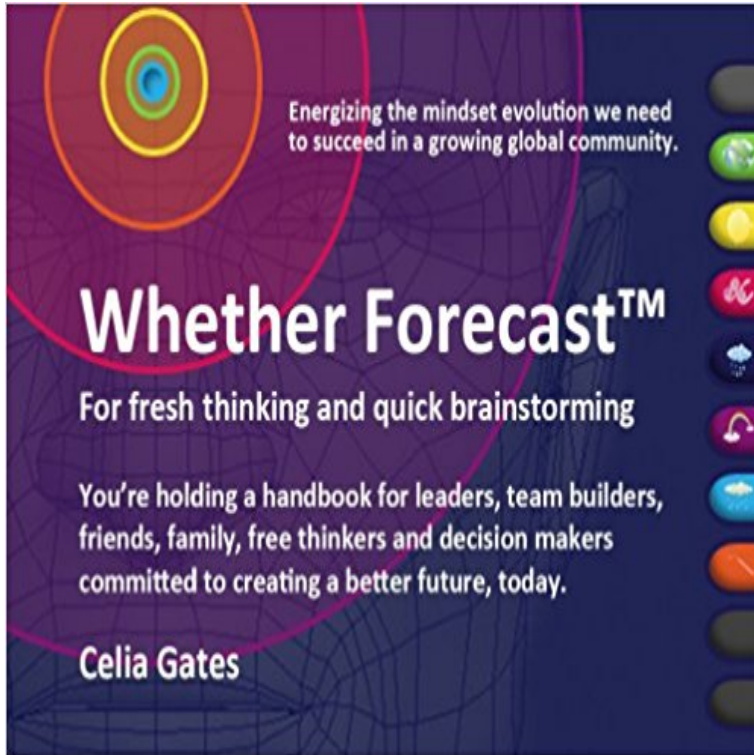 Energizing the mindset evolution we need
to succeed in a growing global community.
Whether Forecast™
For fresh thinking and quick brainstorming
You're holding a handbook for leaders, team builders,
friends, family, free thinkers and decision makers
committed to creating a better future, today.
Celia Gates